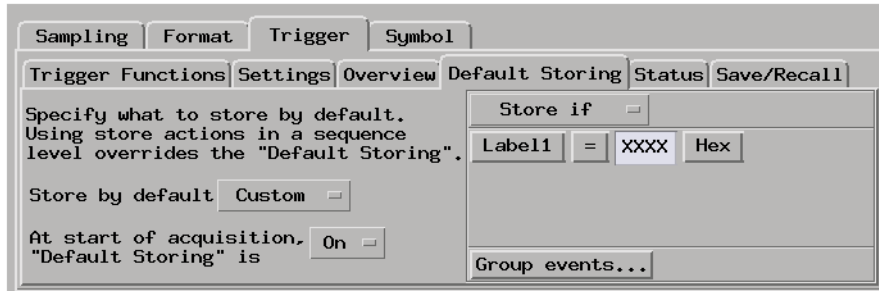 Sampling Format Trigger Symbol
Trigger Functions Settings Overview Default Storing Status Save/Recall
Specify what to store by default.
Using store actions in a sequence
level overrides the "Default Storing".
Store by default Custom
At start of acquisition, On
"Default Storing" is
Store if
Label1 = XXXX Hex
Group events...